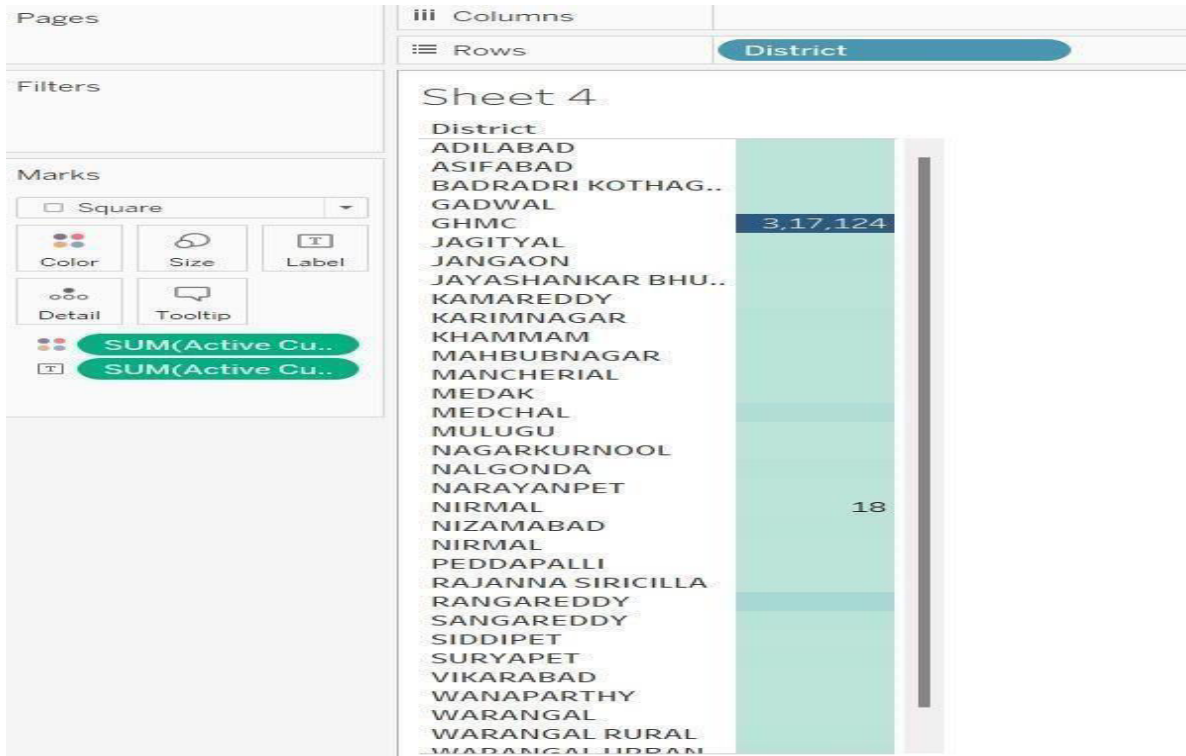 Pages
iii Columns
Rows District
Filters
Sheet 4
District
ADILABAD
ASIFABAD
BADRADRI KOTHAG..
GADWAL
GHMC 3,17,124
JAGITYAL
JANGAON
JAYASHANKAR BHU..
KAMAREDDY
KARIMNAGAR
KHAMMAM
MAHBUBNAGAR
MANCHERIAL
MEDAK
MEDCHAL
MULUGU
NAGARKURNOOL
NALGONDA
NARAYANPET
NIRMAL 18
NIZAMABAD
NIRMAL
PEDDAPALLI
RAJANNA SIRICILLA
RANGAREDDY
SANGAREDDY
SIDDIPET
SURYAPET
VIKARABAD
WANAPARTHY
WARANGAL
WARANGAL RURAL
WARANGAL URBAN
Marks
Square
Color Size T Label
Detail Tooltip
SUM(Active Cu..
T SUM(Active Cu..